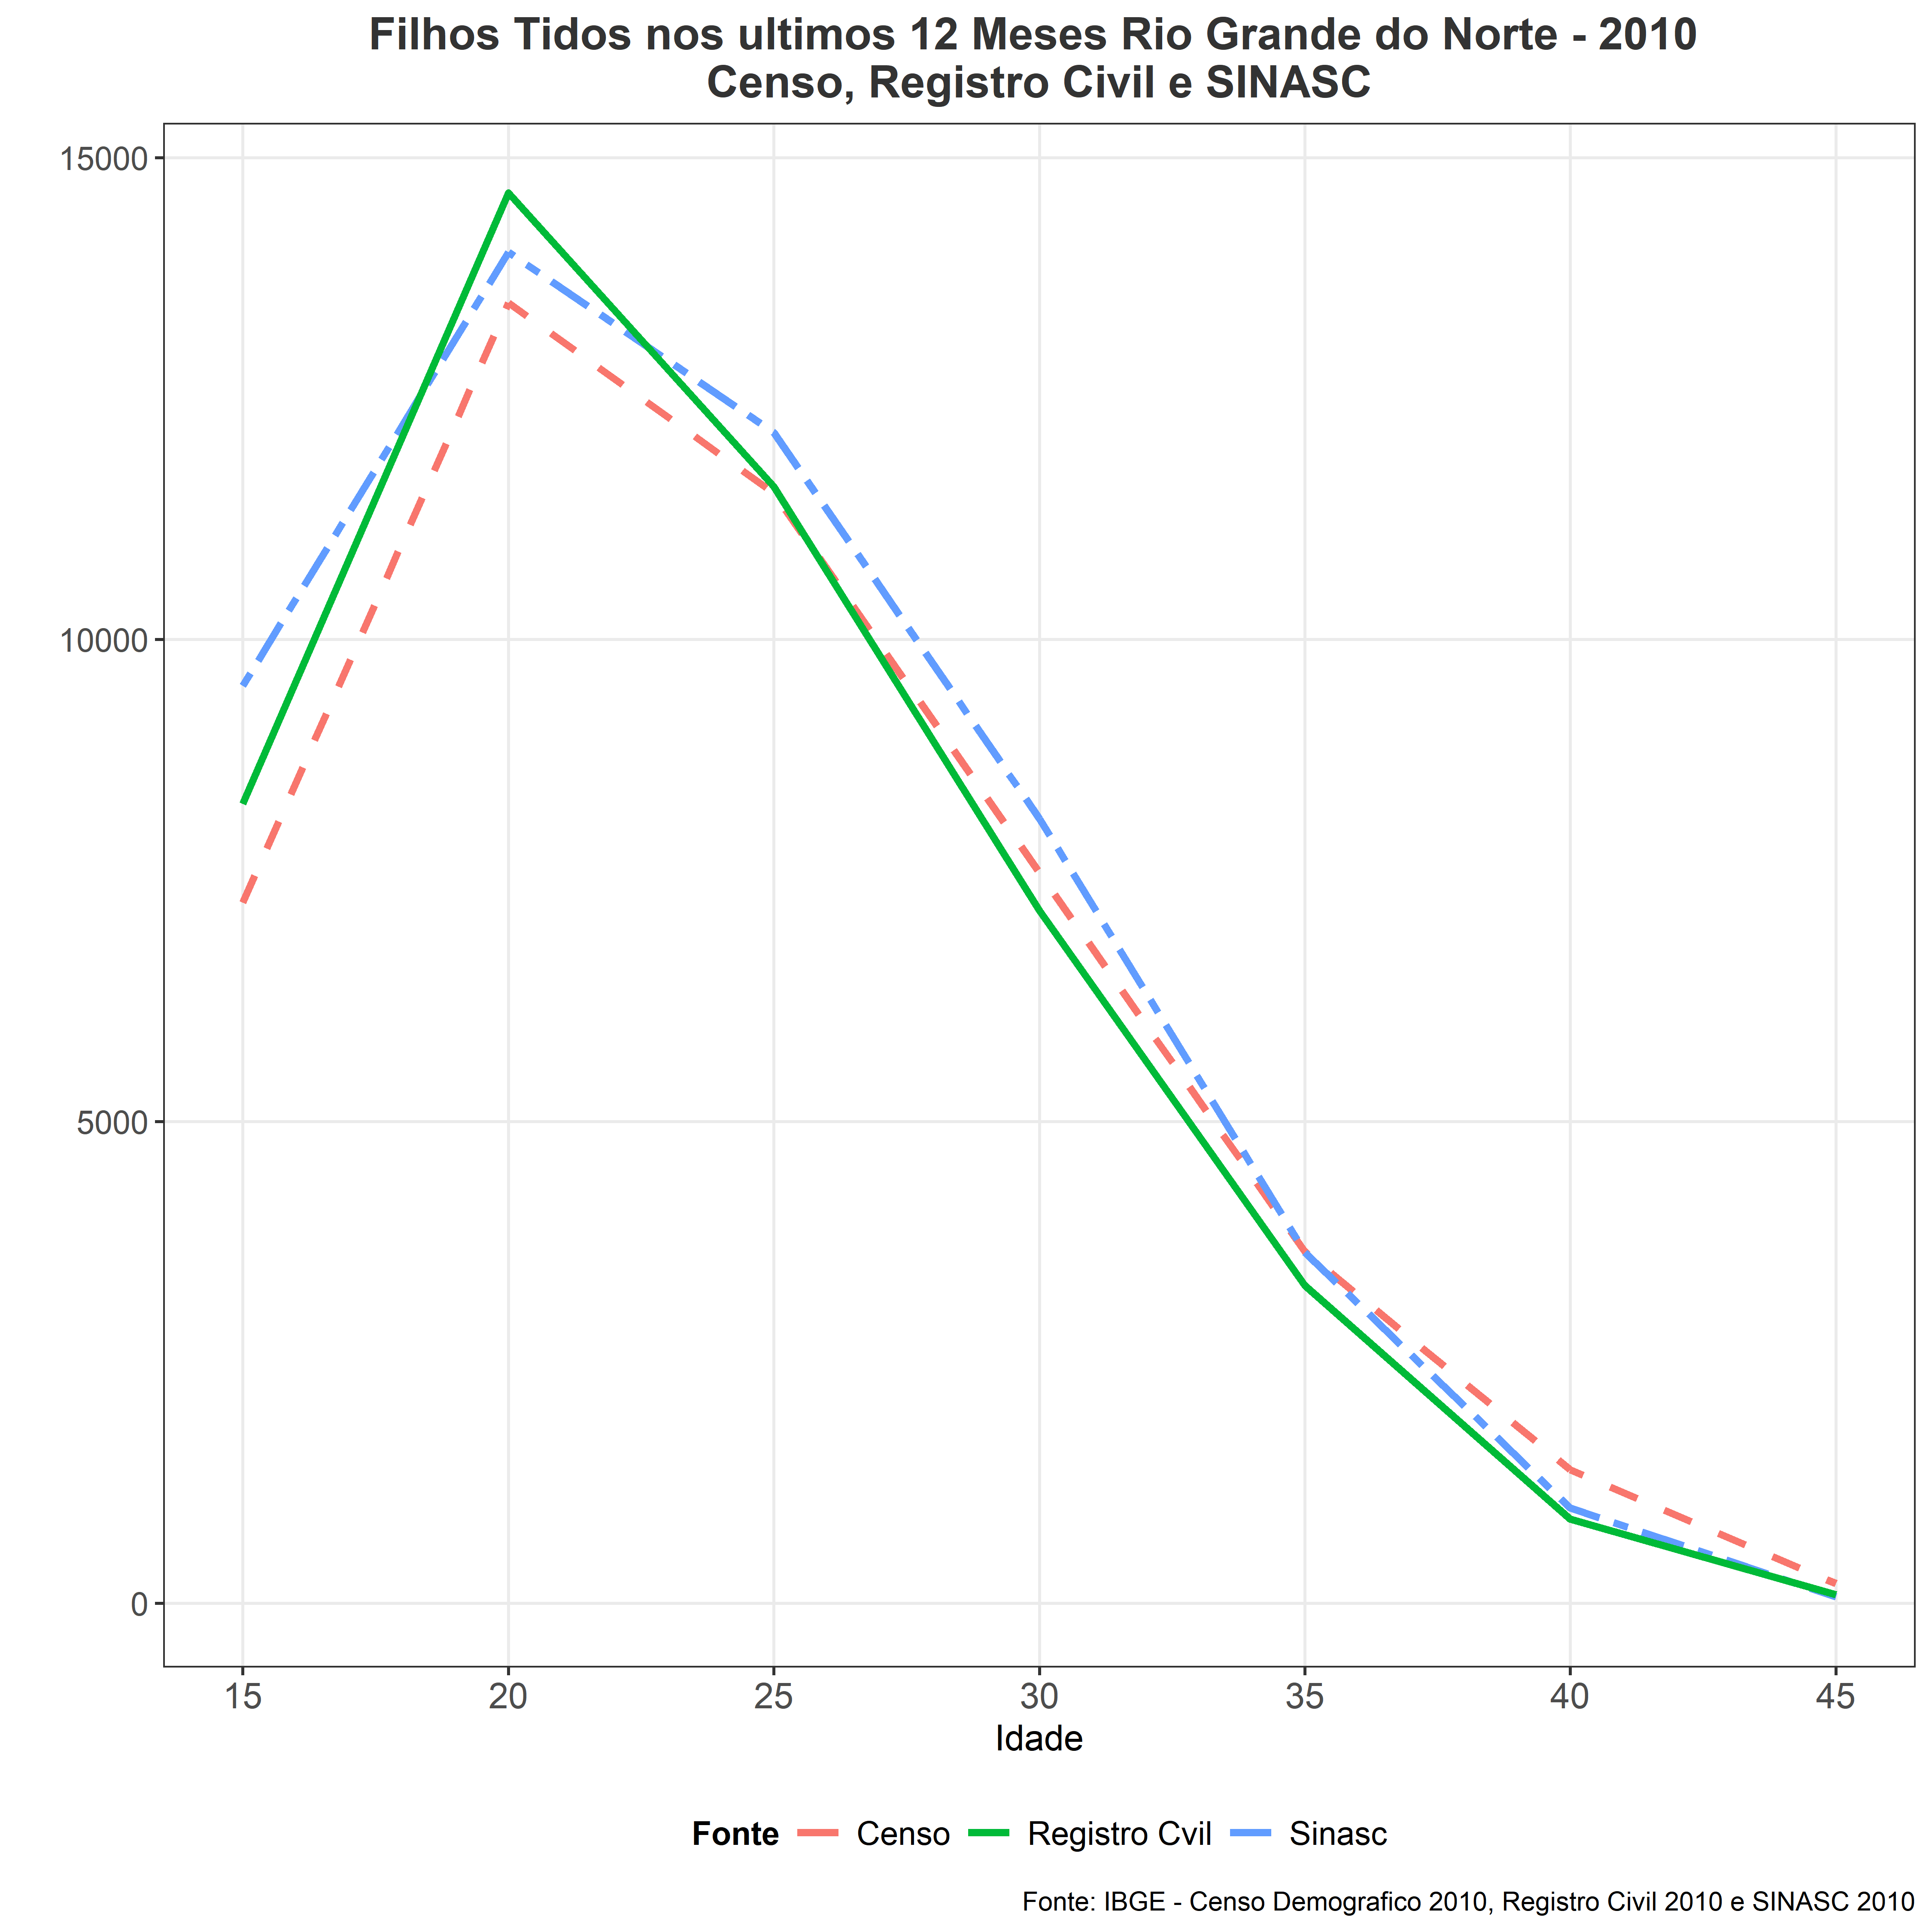 Filhos Tidos nos ultimos 12 Meses Rio Grande do Norte - 2010
Censo, Registro Civil e SINASC
15000
10000
5000
0
15 20 25 30 35 40 45
Idade
Fonte Censo Registro Cvil Sinasc
Fonte: IBGE - Censo Demografico 2010, Registro Civil 2010 e SINASC 2010